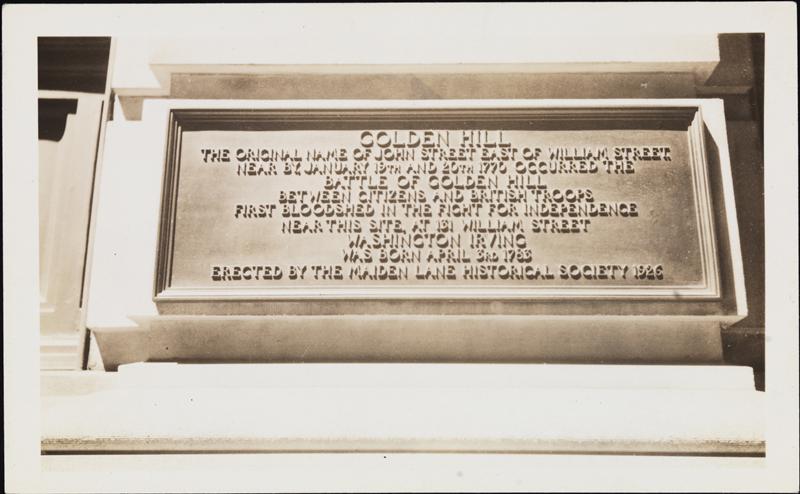 GOLDEN HILL
THE ORIGINAL NAME OF JOHN STREET EAST OF WILLIAM STREET.
NEAR BY, JANUARY 19TH AND 20TH 1770 OCCURRED THE
BATTLE OF GOLDEN HILL
BETWEEN CITIZENS AND BRITISH TROOPS
FIRST BLOODSHED IN THE FIGHT FOR INDEPENDENCE
NEAR THIS SITE, AT 131 WILLIAM STREET
WASHINGTON IRVING
WAS BORN APRIL 3RD 1783
ERECTED BY THE MAIDEN LANE HISTORICAL SOCIETY 1926